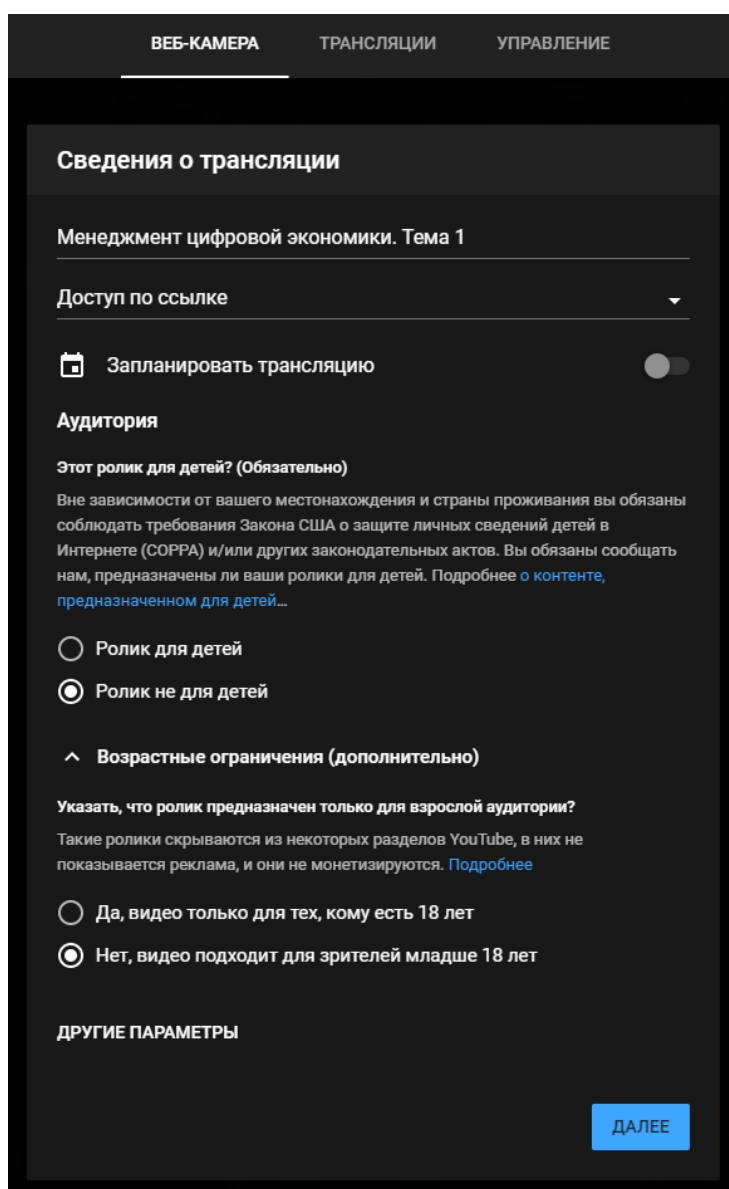 ВЕБ-КАМЕРА ТРАНСЛЯЦИИ УПРАВЛЕНИЕ
Сведения о трансляции
Менеджмент цифровой экономики. Тема 1
Доступ по ссылке
Запланировать трансляцию
Аудитория
Этот ролик для детей? (Обязательно)
Вне зависимости от вашего местонахождения и страны проживания вы обязаны
соблюдать требования Закона США о защите личных сведений детей в
Интернете (COPPA) и/или других законодательных актов. Вы обязаны сообщать
нам, предназначены ли ваши ролики для детей. Подробнее о контенте,
предназначенном для детей...
Ролик для детей
Ролик не для детей
Возрастные ограничения (дополнительно)
Указать, что ролик предназначен только для взрослой аудитории?
Такие ролики скрываются из некоторых разделов YouTube, в них не
показывается реклама, и они не монетизируются. Подробнее
Да, видео только для тех, кому есть 18 лет
Нет, видео подходит для зрителей младше 18 лет
ДРУГИЕ ПАРАМЕТРЫ
ДАЛЕЕ